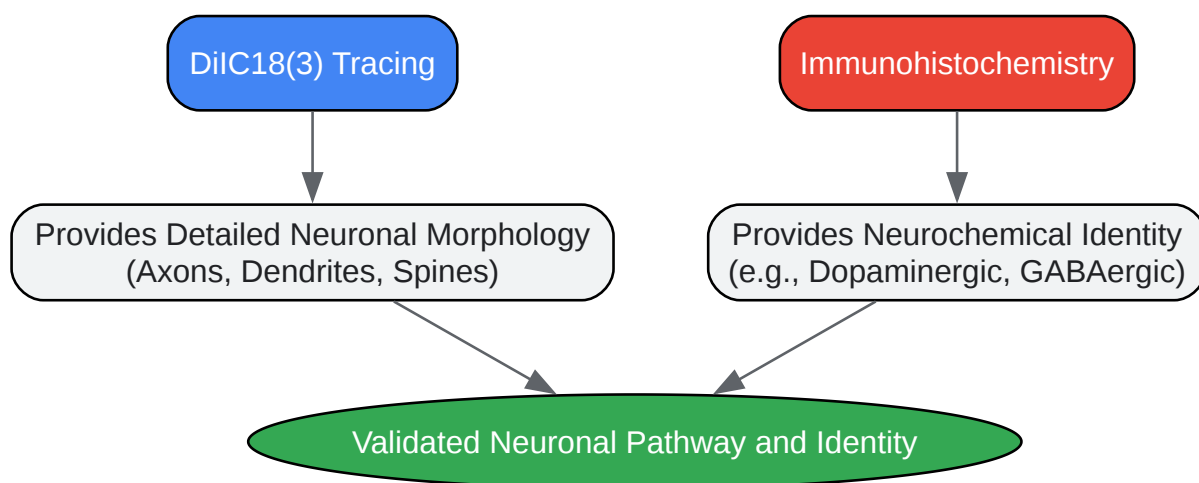 DiIC18(3) Tracing
Immunohistochemistry
Provides Detailed Neuronal Morphology
(Axons, Dendrites, Spines)
Provides Neurochemical Identity
(e.g., Dopaminergic, GABAergic)
Validated Neuronal Pathway and Identity